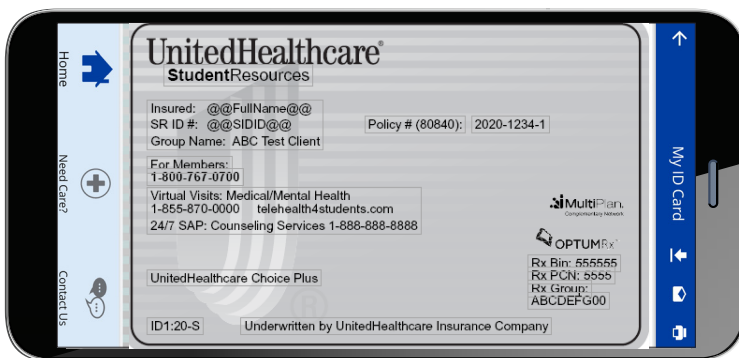 UnitedHealthcare®
StudentResources
Insured: @@FullName@@
SR ID #: @@SIDID@@
Group Name: ABC Test Client
Policy # (80840): 2020-1234-1
For Members:
1-800-767-0700
Virtual Visits: Medical/Mental Health
1-855-870-0000 telehealth4students.com
24/7 SAP: Counseling Services 1-888-888-8888
MultiPlan.
Complementary Network
OPTUMRx®
UnitedHealthcare Choice Plus
Rx Bin: 555555
Rx PCN: 5555
Rx Group:
ABCDEFG00
ID1:20-S Underwritten by UnitedHealthcare Insurance Company
My ID Card
Home
Need Care?
Contact Us